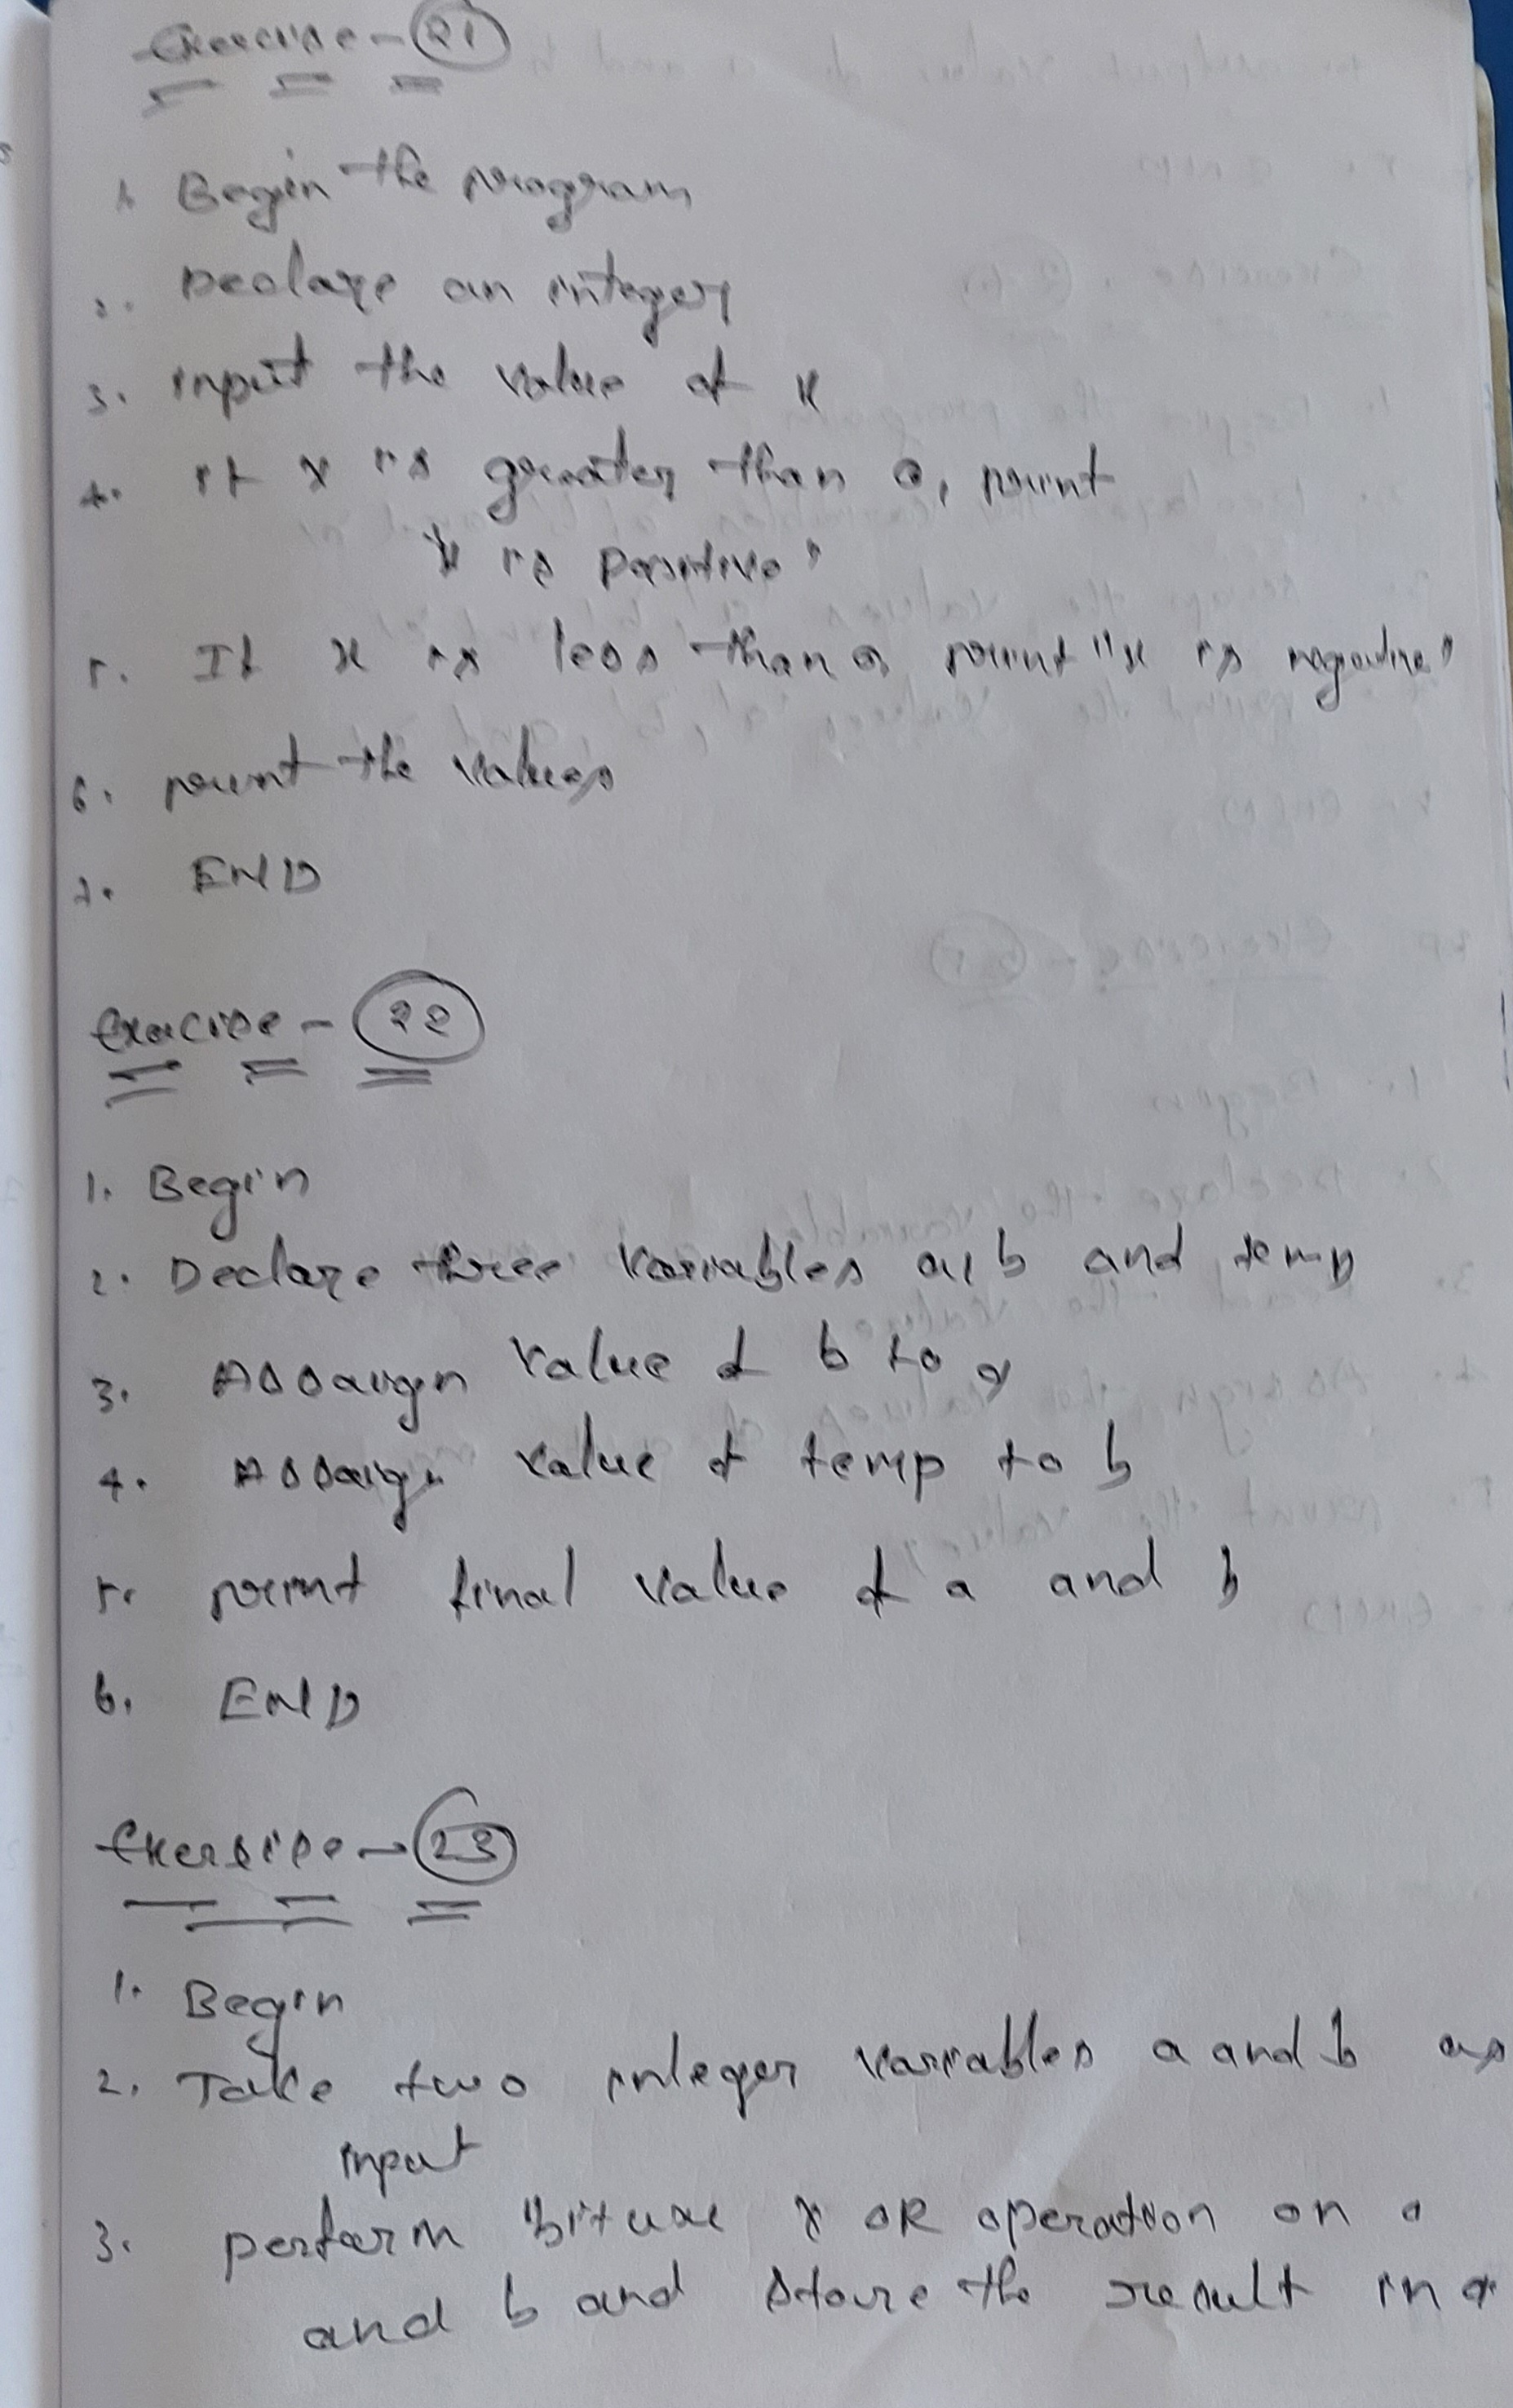 Exercise - 21
1. Begin the program
2. Declare an integer
3. input the value of x
4. if x is greater than 0, print
"x is positive"
5. If x is less than 0, print "x is negative"
6. print the values
7. END
Exercise - 22
1. Begin
2. Declare three variables a, b and temp
3. Assaign value of b to a
4. Assaign value of temp to b
5. print final value of a and b
6. END
Exersise - 23
1. Begin
2. Take two integer variables a and b as
input
3. perform Bitwise XOR operation on a
and b and store the result in a